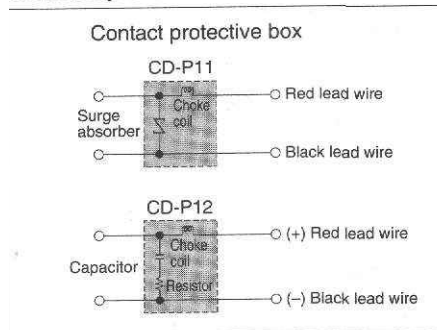 Contact protective box
CD-P11
Choke
coil
Surge
absorber
Red lead wire
Black lead wire
CD-P12
Choke
coil
Capacitor
Resistor
(+) Red lead wire
(−) Black lead wire